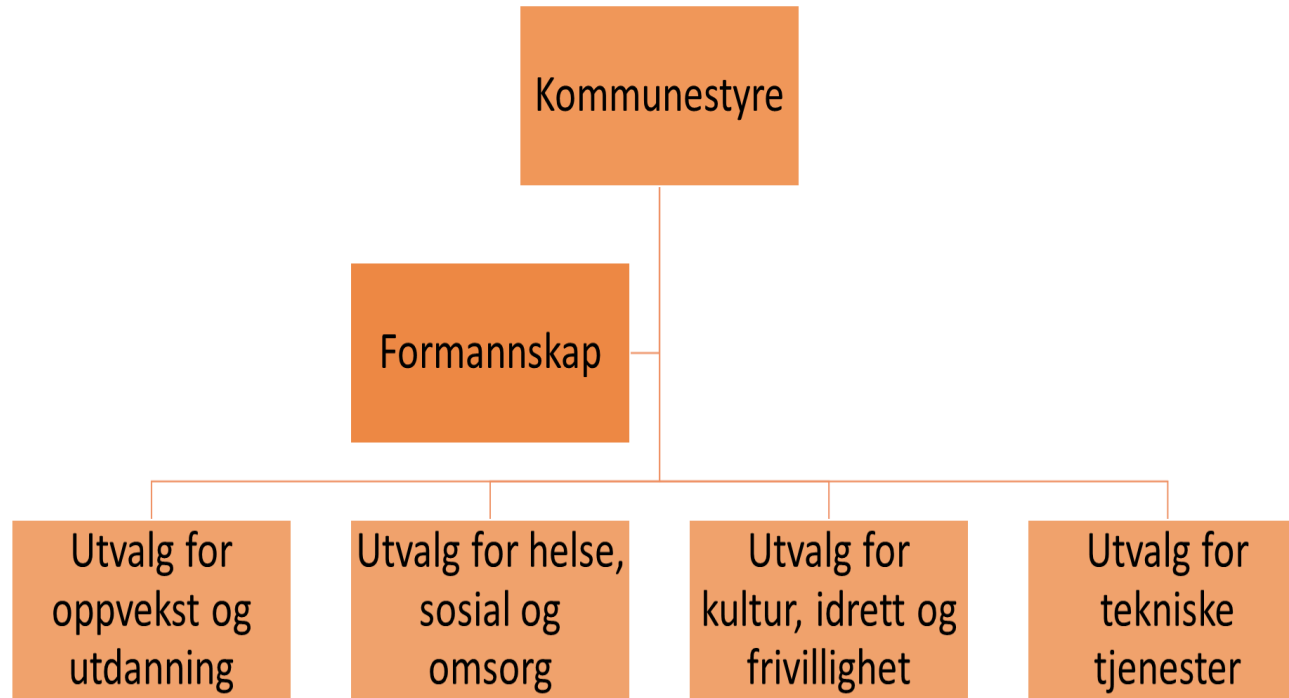 Kommunestyre
Formannskap
Utvalg for
oppvekst og
utdanning
Utvalg for helse,
sosial og
omsorg
Utvalg for
kultur, idrett og
frivillighet
Utvalg for
tekniske
tjenester